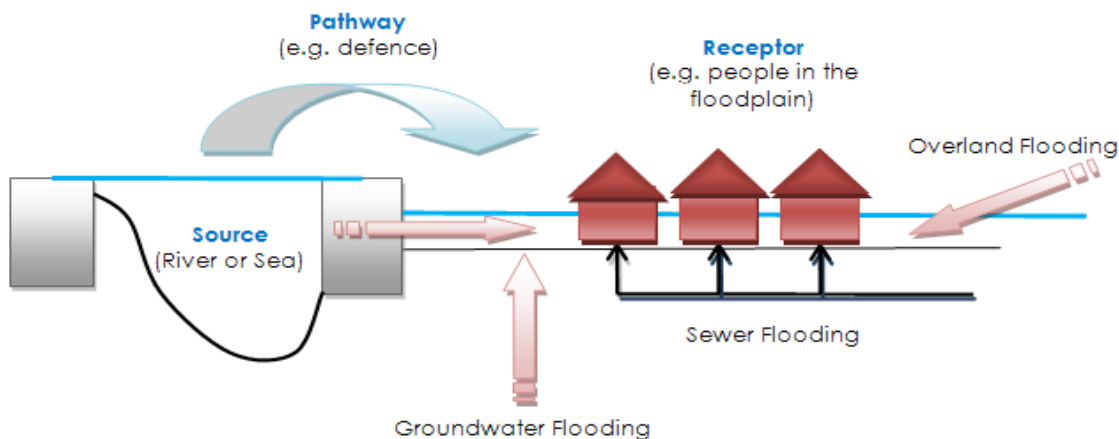 Pathway
(e.g. defence)
Receptor
(e.g. people in the
floodplain)
Overland Flooding
Source
(River or Sea)
Sewer Flooding
Groundwater Flooding